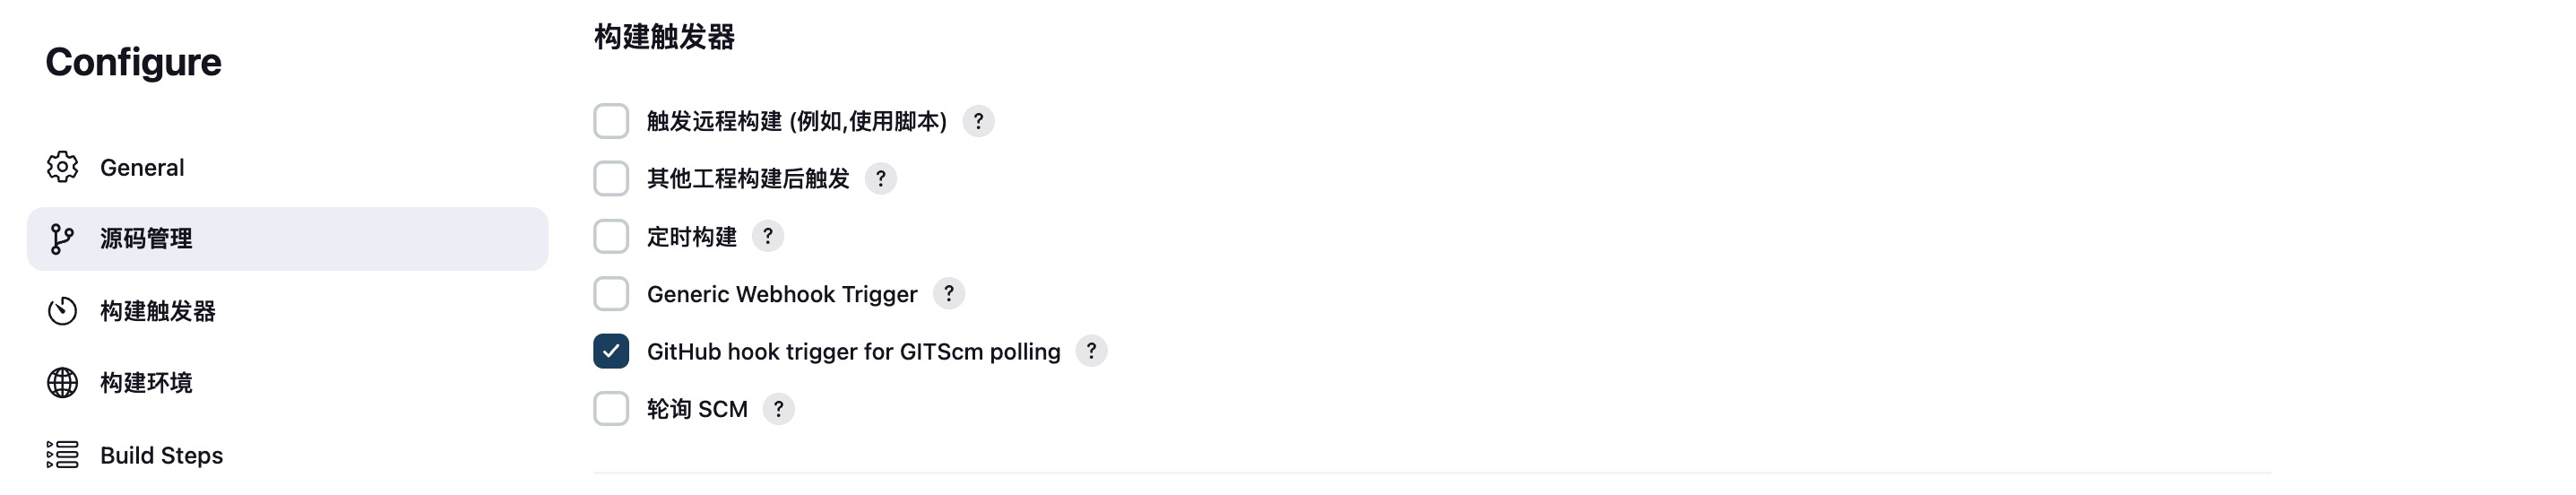 Configure
General
源码管理
构建触发器
构建环境
Build Steps
构建触发器
触发远程构建 (例如,使用脚本) ?
其他工程构建后触发 ?
定时构建 ?
Generic Webhook Trigger ?
GitHub hook trigger for GITScm polling ?
轮询 SCM ?